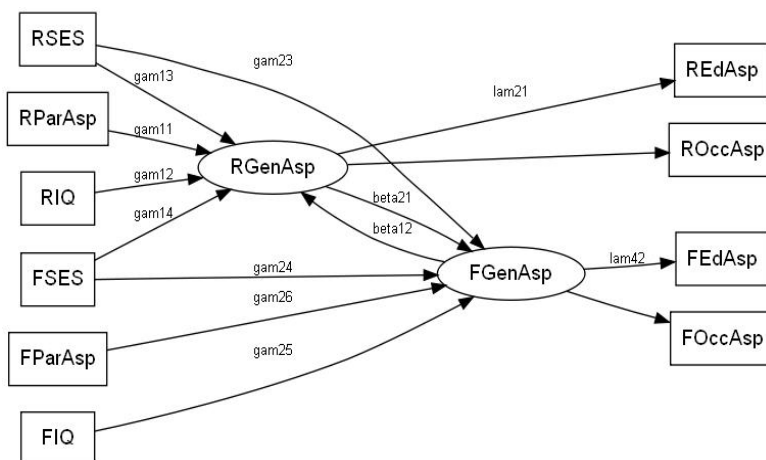 RSES
gam23
REdAsp
gam13
lam21
RParAsp
gam11
ROccAsp
RGenAsp
RIQ
gam12
beta21
gam14
beta12
FSES
gam24
FGenAsp
lam42
FEdAsp
gam26
FOccAsp
FParAsp
gam25
FIQ